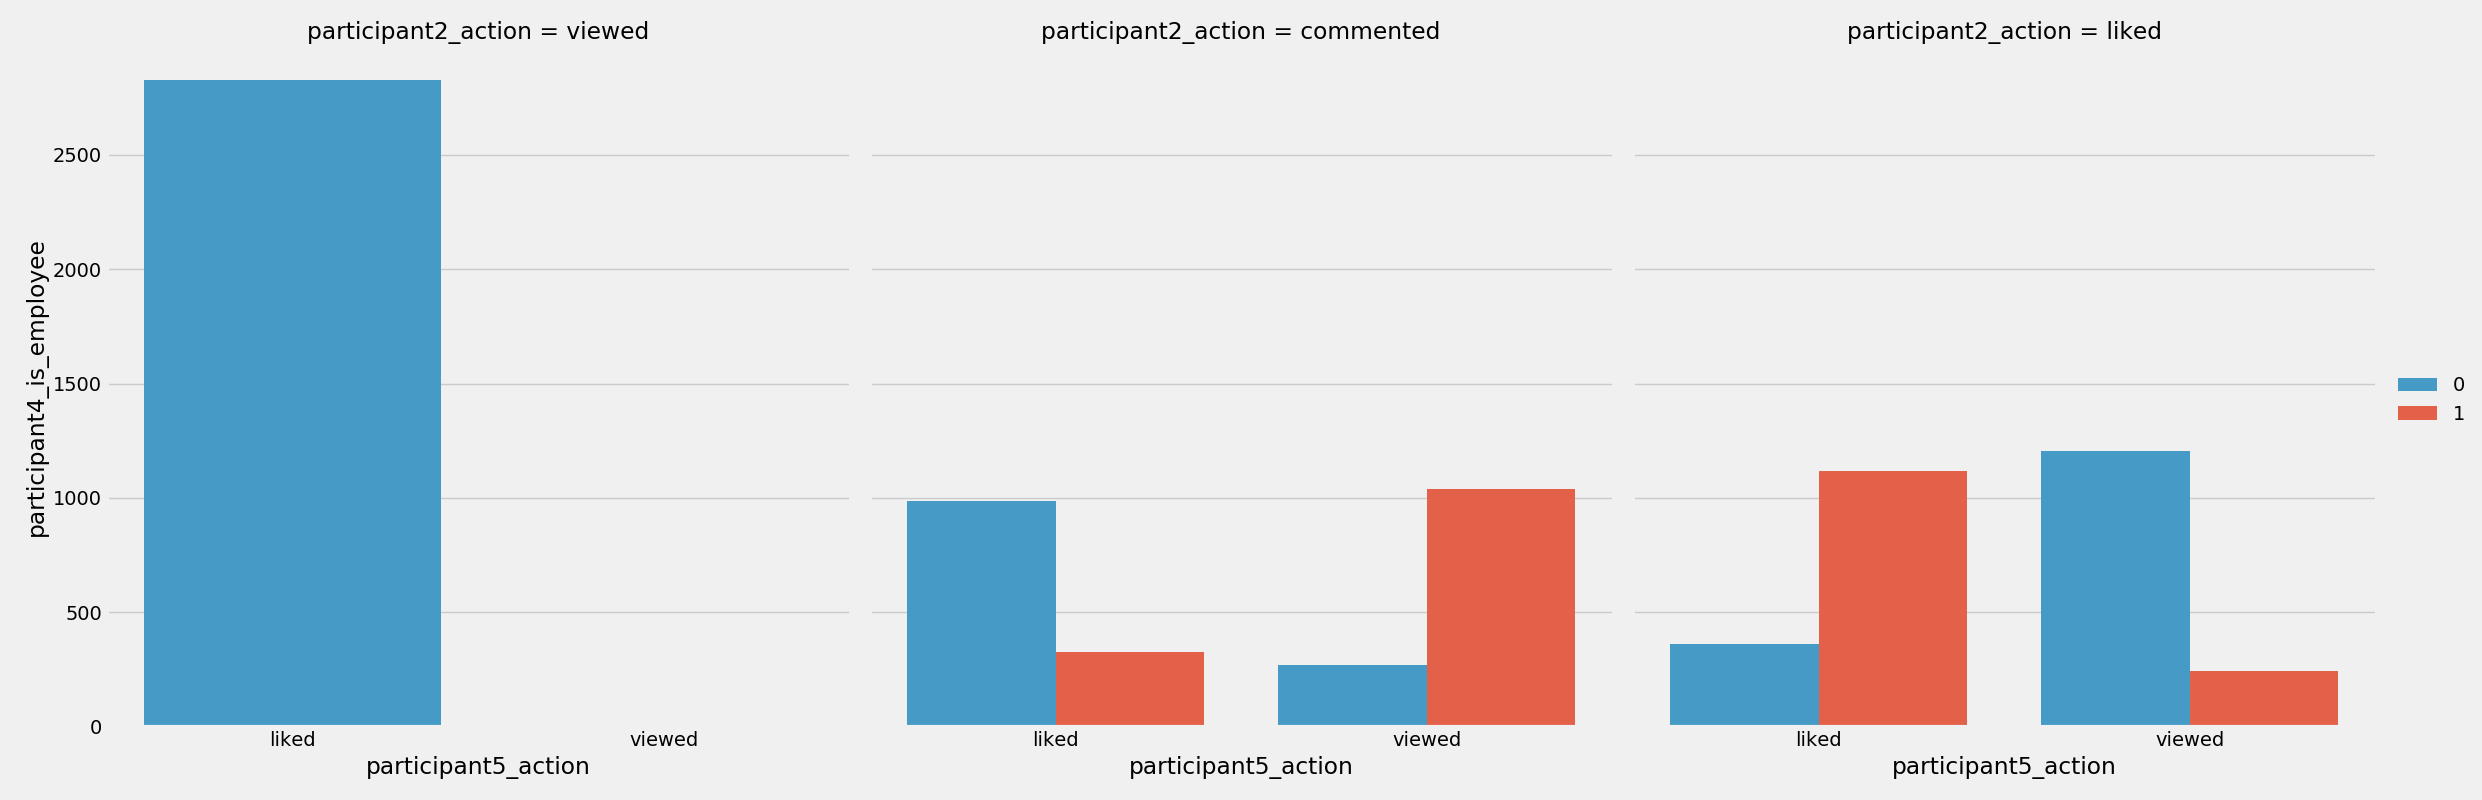 participant2_action = viewed
participant2_action = commented
participant2_action = liked
participant4_is_employee
2500
2000
1500
1000
500
0
liked
viewed
liked
viewed
liked
viewed
participant5_action
participant5_action
participant5_action
0
1